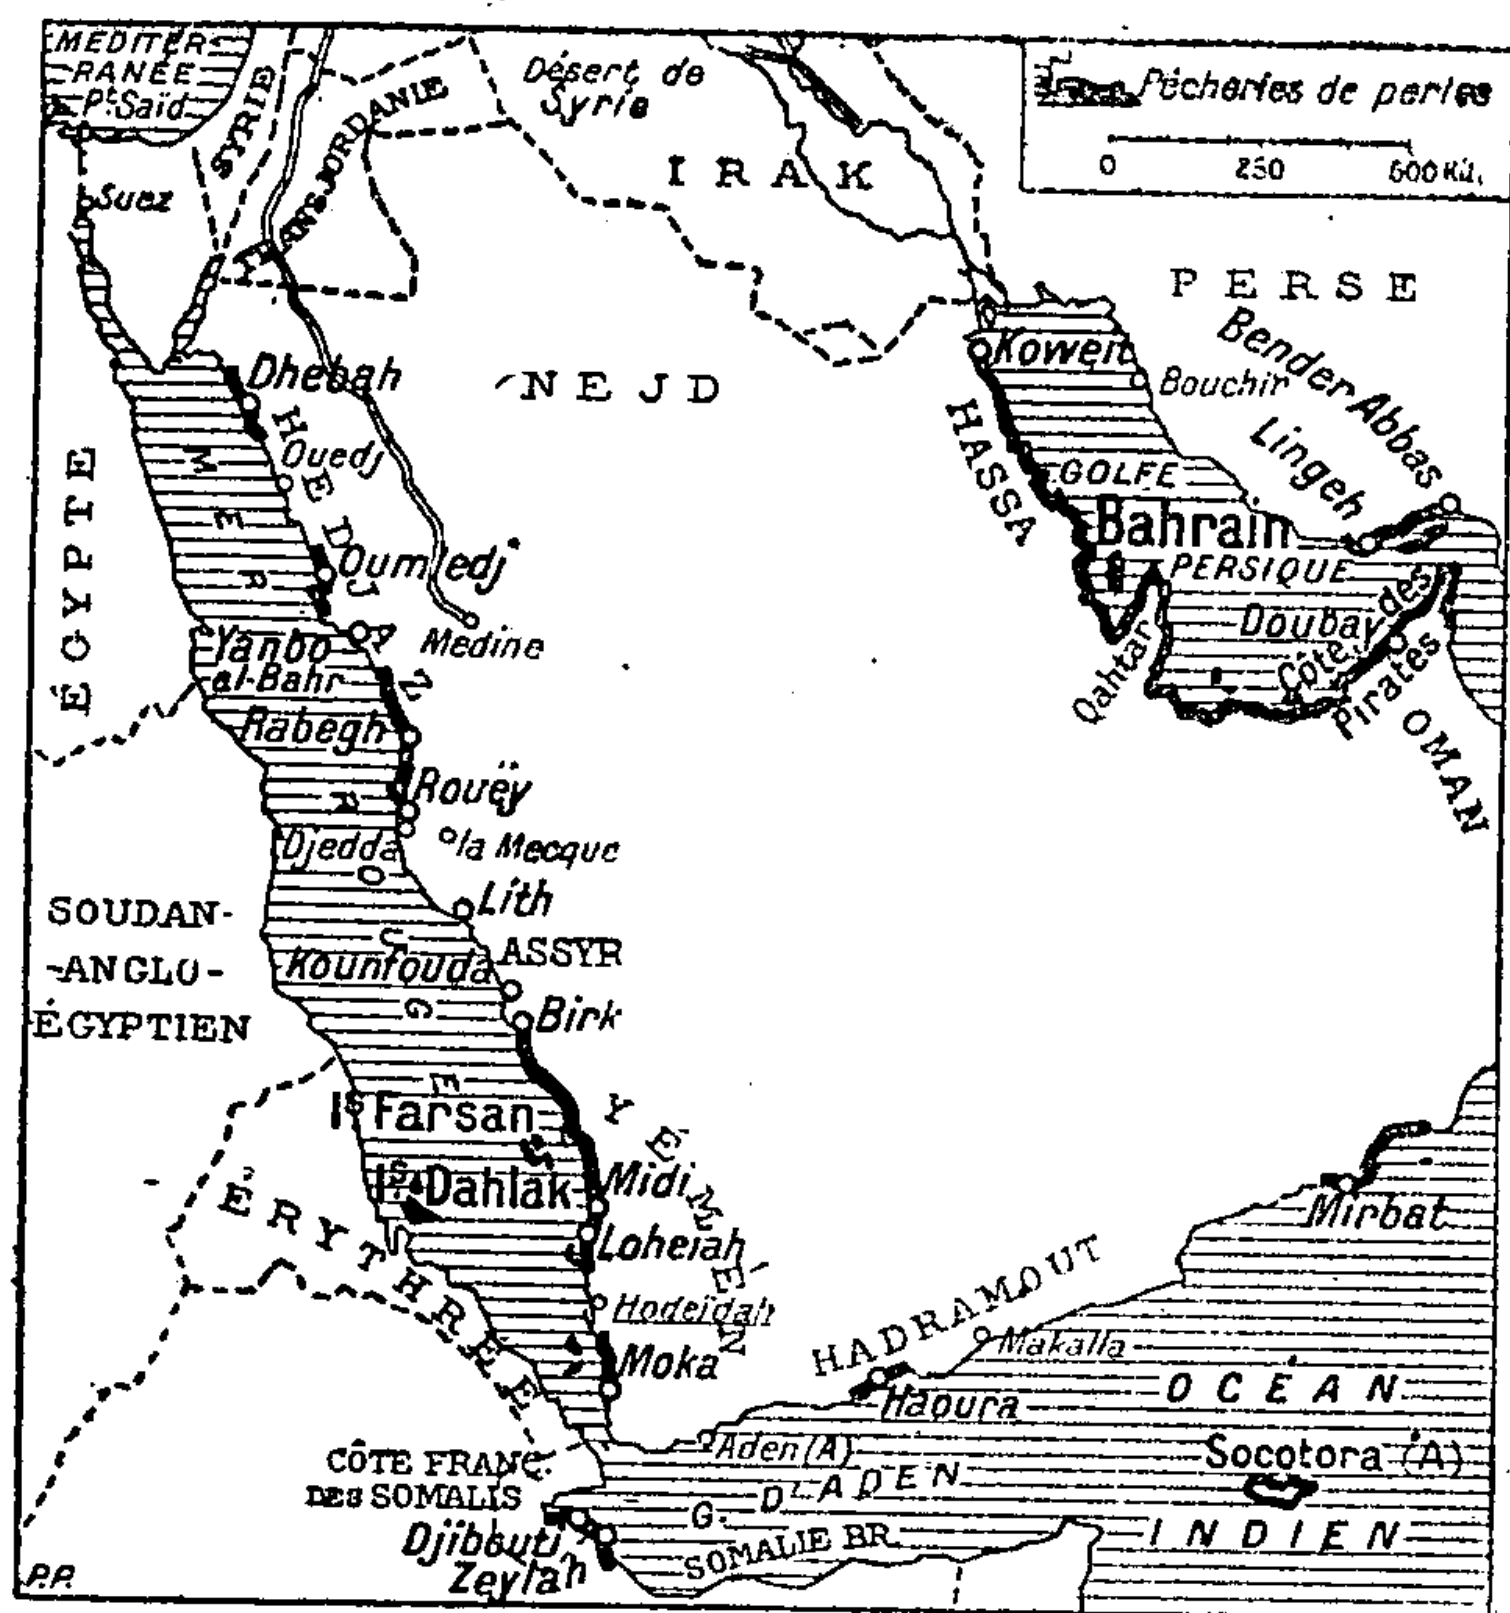 MÉDITER-
RANÉE
Pt Saïd
SYRIE
TRANSJORDANIE
Désert de
Syrie
Pêcheries de perles
0 250 500 Kil.
Suez
IRAK
PERSE
Koweit
Bouchir
Bender Abbas
Lingeh
Dhebah
NEJD
HEDJAZ
Ouedj
HASSA
GOLFE
PERSIQUE
Bahrain
ÉGYPTE
MER ROUGE
Oumledj
Medine
Yanbo
al-Bahr
Rabegh
Qahtar
Doubay
Côte des
Pirates
OMAN
Rouëy
Djedda
la Mecque
Lith
SOUDAN-
-ANGLO-
ÉGYPTIEN
Kounfouda
ASSYR
Birk
Is Farsan
YÉMEN
Is Dahlak
Midi
ÉRYTHRÉE
Loheiah
Hodeïdah
Moka
Mirbat
HADRAMOUT
Makalla
Haoura
Aden (A)
OCÉAN
INDIEN
Socotora (A)
CÔTE FRANÇ.
DES SOMALIS
G. D'ADEN
Djibouti
Zeylah
SOMALIE BR.
P.P.